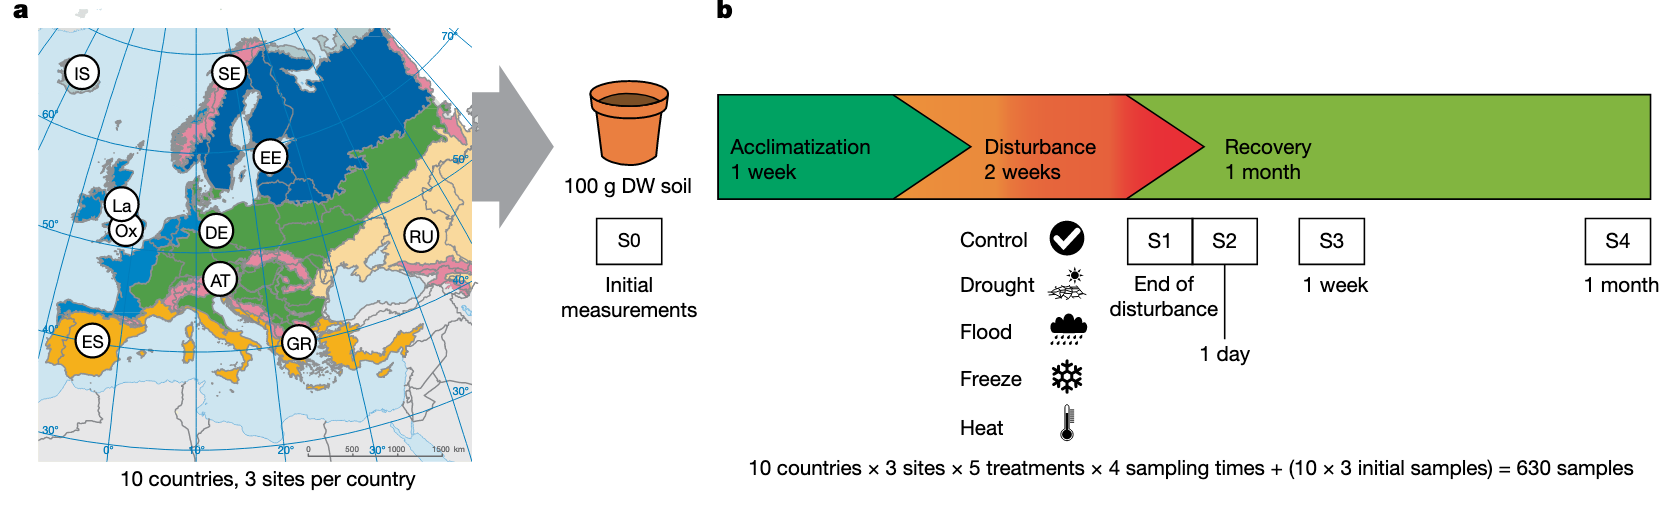 a
IS
SE
EE
La
Ox
DE
RU
AT
ES
GR
70°
60°
50°
50°
40°
40°
30°
30°
0°
10°
20°
30°
0 500 1000 1500 km
10 countries, 3 sites per country
100 g DW soil
S0
Initial
measurements
b
Acclimatization
1 week
Disturbance
2 weeks
Recovery
1 month
Control
Drought
Flood
Freeze
Heat
S1
S2
S3
S4
End of
disturbance
1 day
1 week
1 month
10 countries × 3 sites × 5 treatments × 4 sampling times + (10 × 3 initial samples) = 630 samples